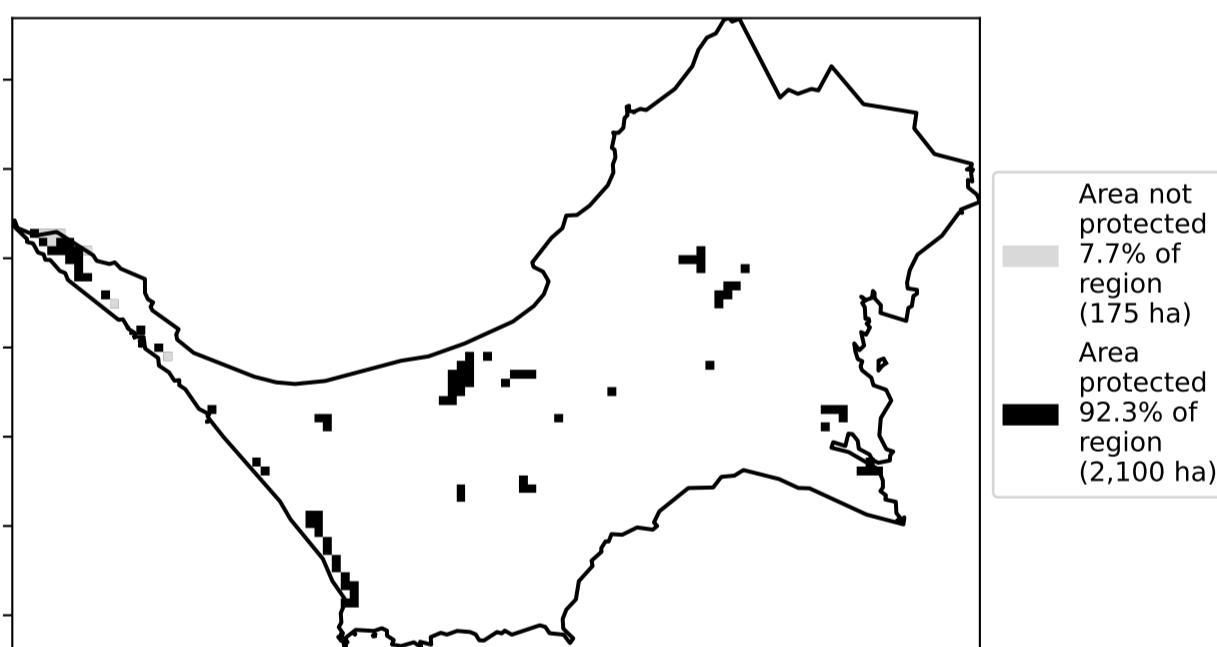 Area not
protected
7.7% of
region
(175 ha)
Area
protected
92.3% of
region
(2,100 ha)